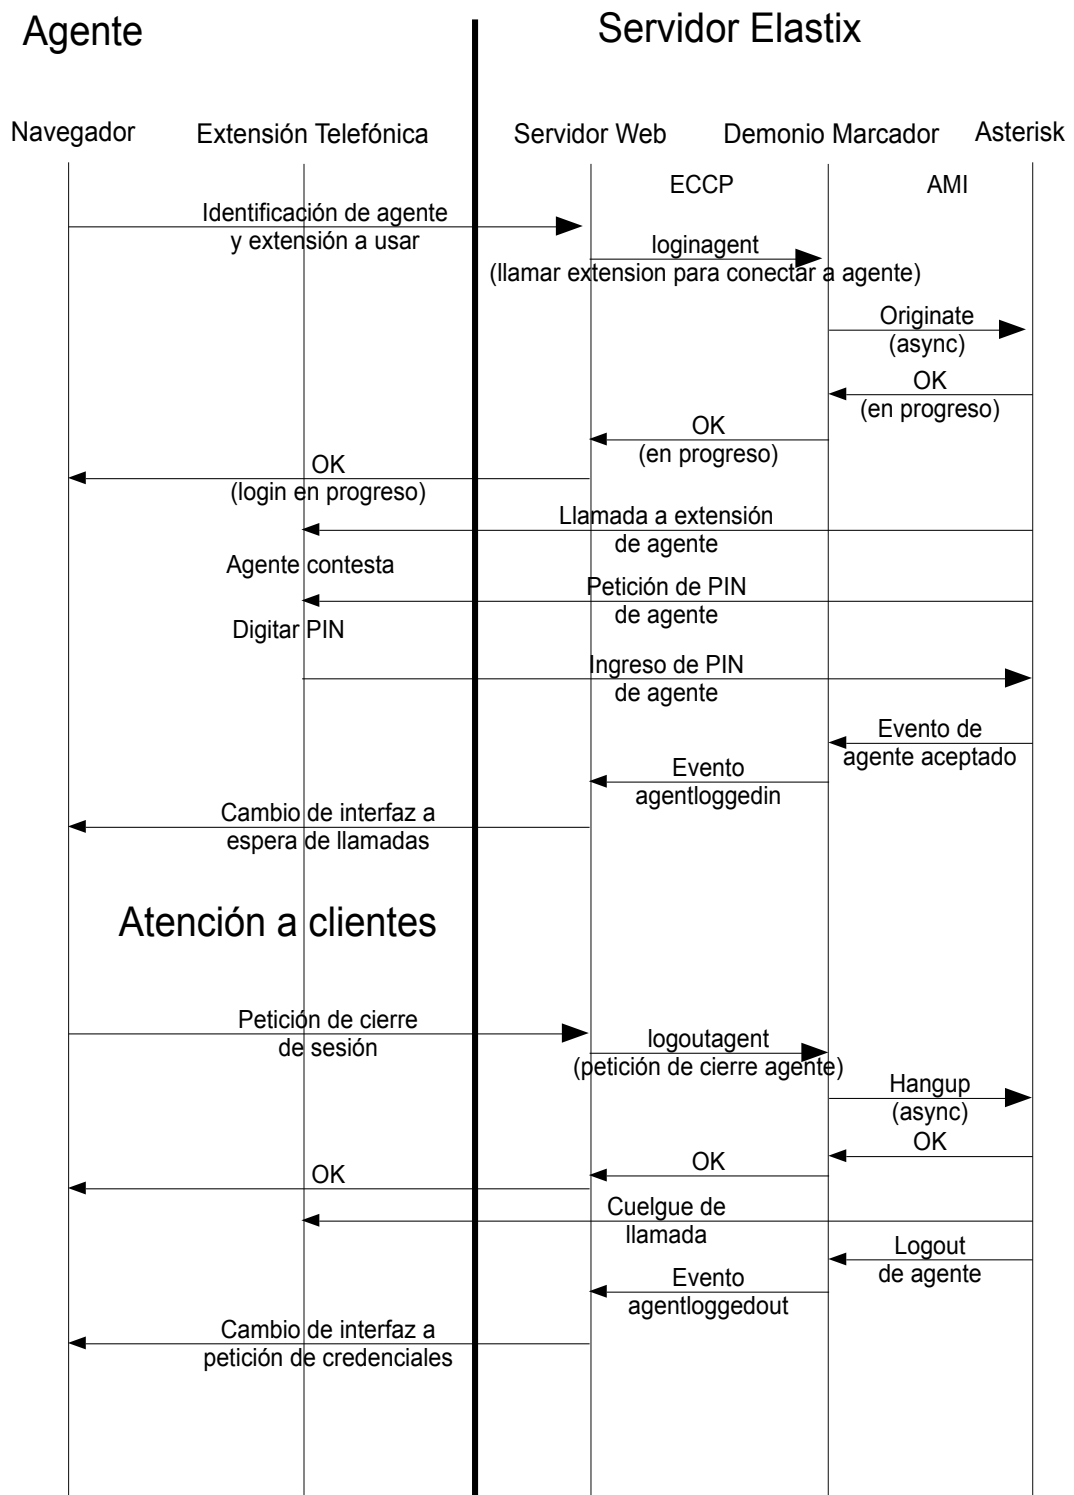 Agente
Servidor Elastix
Navegador
Extensión Telefónica
Servidor Web
Demonio Marcador
Asterisk
ECCP
AMI
Identificación de agente
y extensión a usar
loginagent
(llamar extension para conectar a agente)
Originate
(async)
OK
(en progreso)
OK
(en progreso)
OK
(login en progreso)
Llamada a extensión
de agente
Agente contesta
Petición de PIN
de agente
Digitar PIN
Ingreso de PIN
de agente
Evento de
agente aceptado
Evento
agentloggedin
Cambio de interfaz a
espera de llamadas
Atención a clientes
Petición de cierre
de sesión
logoutagent
(petición de cierre agente)
Hangup
(async)
OK
OK
OK
Cuelgue de
llamada
Logout
de agente
Evento
agentloggedout
Cambio de interfaz a
petición de credenciales